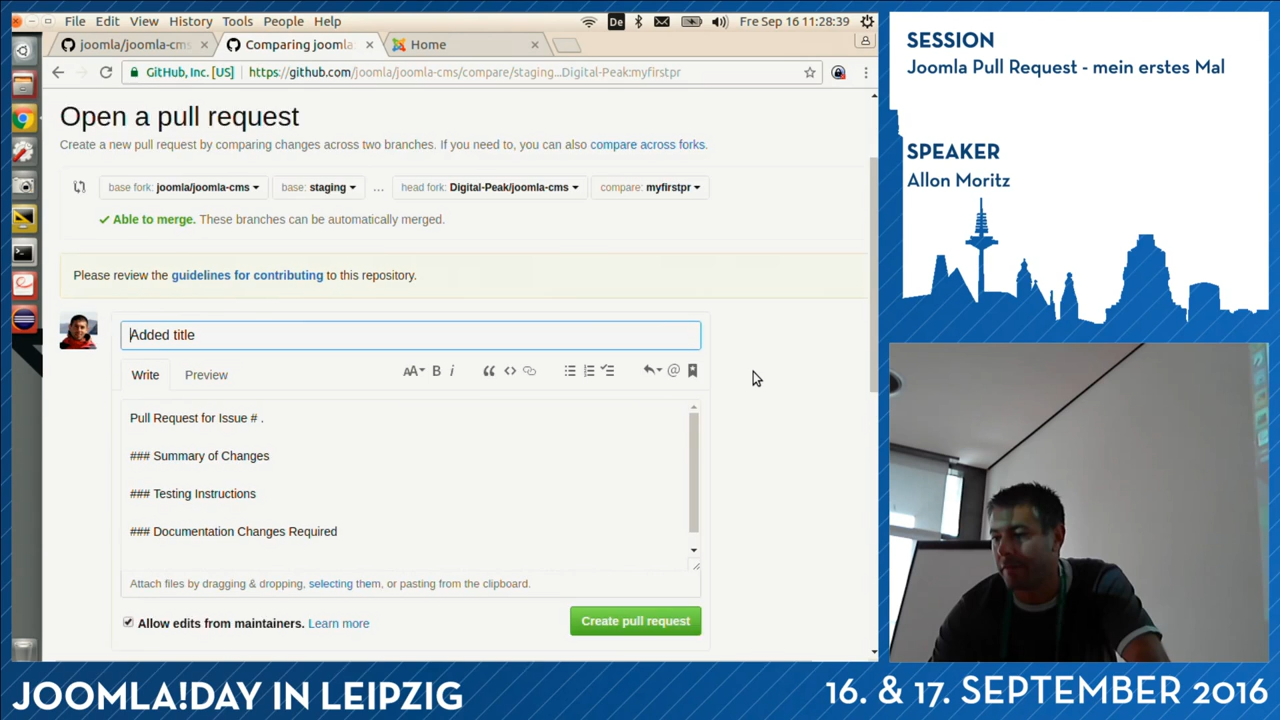 File Edit View History Tools People Help
De
Fri Sep 16 11:28:39
joomla/joomla-cms
Comparing joomla
Home
GitHub, Inc. [US]
https://github.com/joomla/joomla-cms/compare/staging...Digital-Peak:myfirstpr
Open a pull request
Create a new pull request by comparing changes across two branches. If you need to, you can also compare across forks.
base fork: joomla/joomla-cms
base: staging
...
head fork: Digital-Peak/joomla-cms
compare: myfirstpr
Able to merge. These branches can be automatically merged.
Please review the guidelines for contributing to this repository.
Added title
Write
Preview
AA B i
Pull Request for Issue # .
### Summary of Changes
### Testing Instructions
### Documentation Changes Required
Attach files by dragging & dropping, selecting them, or pasting from the clipboard.
Allow edits from maintainers. Learn more
Create pull request
SESSION
Joomla Pull Request - mein erstes Mal
SPEAKER
Allon Moritz
JOOMLA!DAY IN LEIPZIG
16. & 17. SEPTEMBER 2016